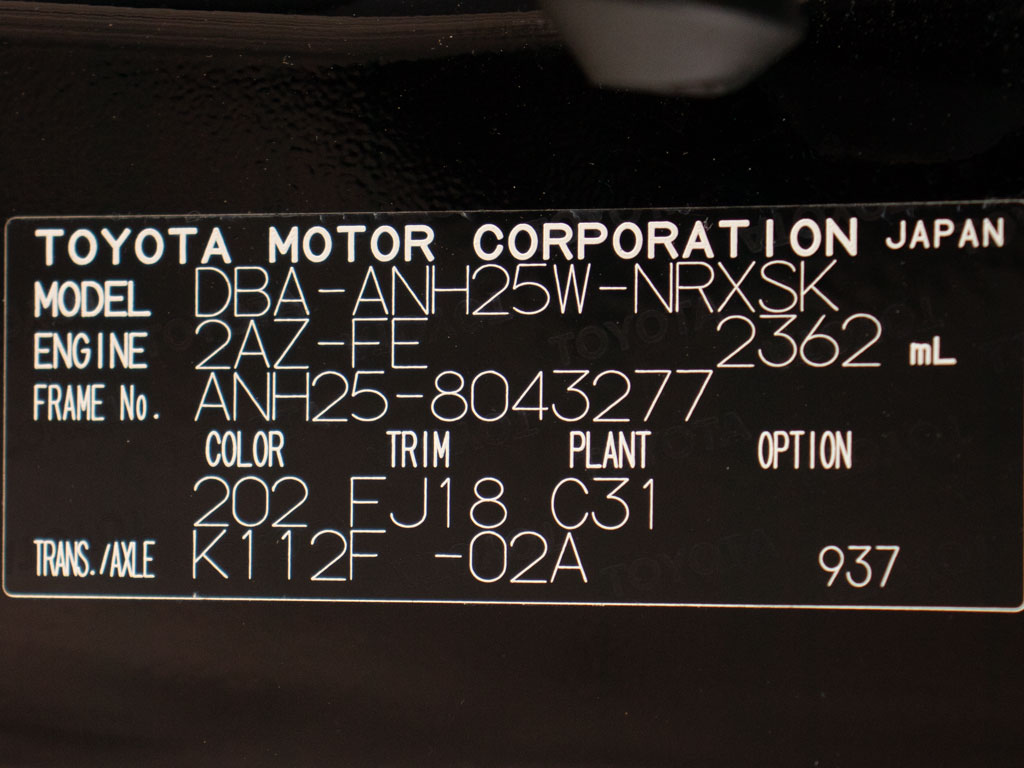 TOYOTA MOTOR CORPORATION JAPAN
MODEL DBA-ANH25W-NRXSK
ENGINE 2AZ-FE 2362 mL
FRAME No. ANH25-8043277
COLOR TRIM PLANT OPTION
202 FJ18 C31
TRANS./AXLE K112F -02A 937